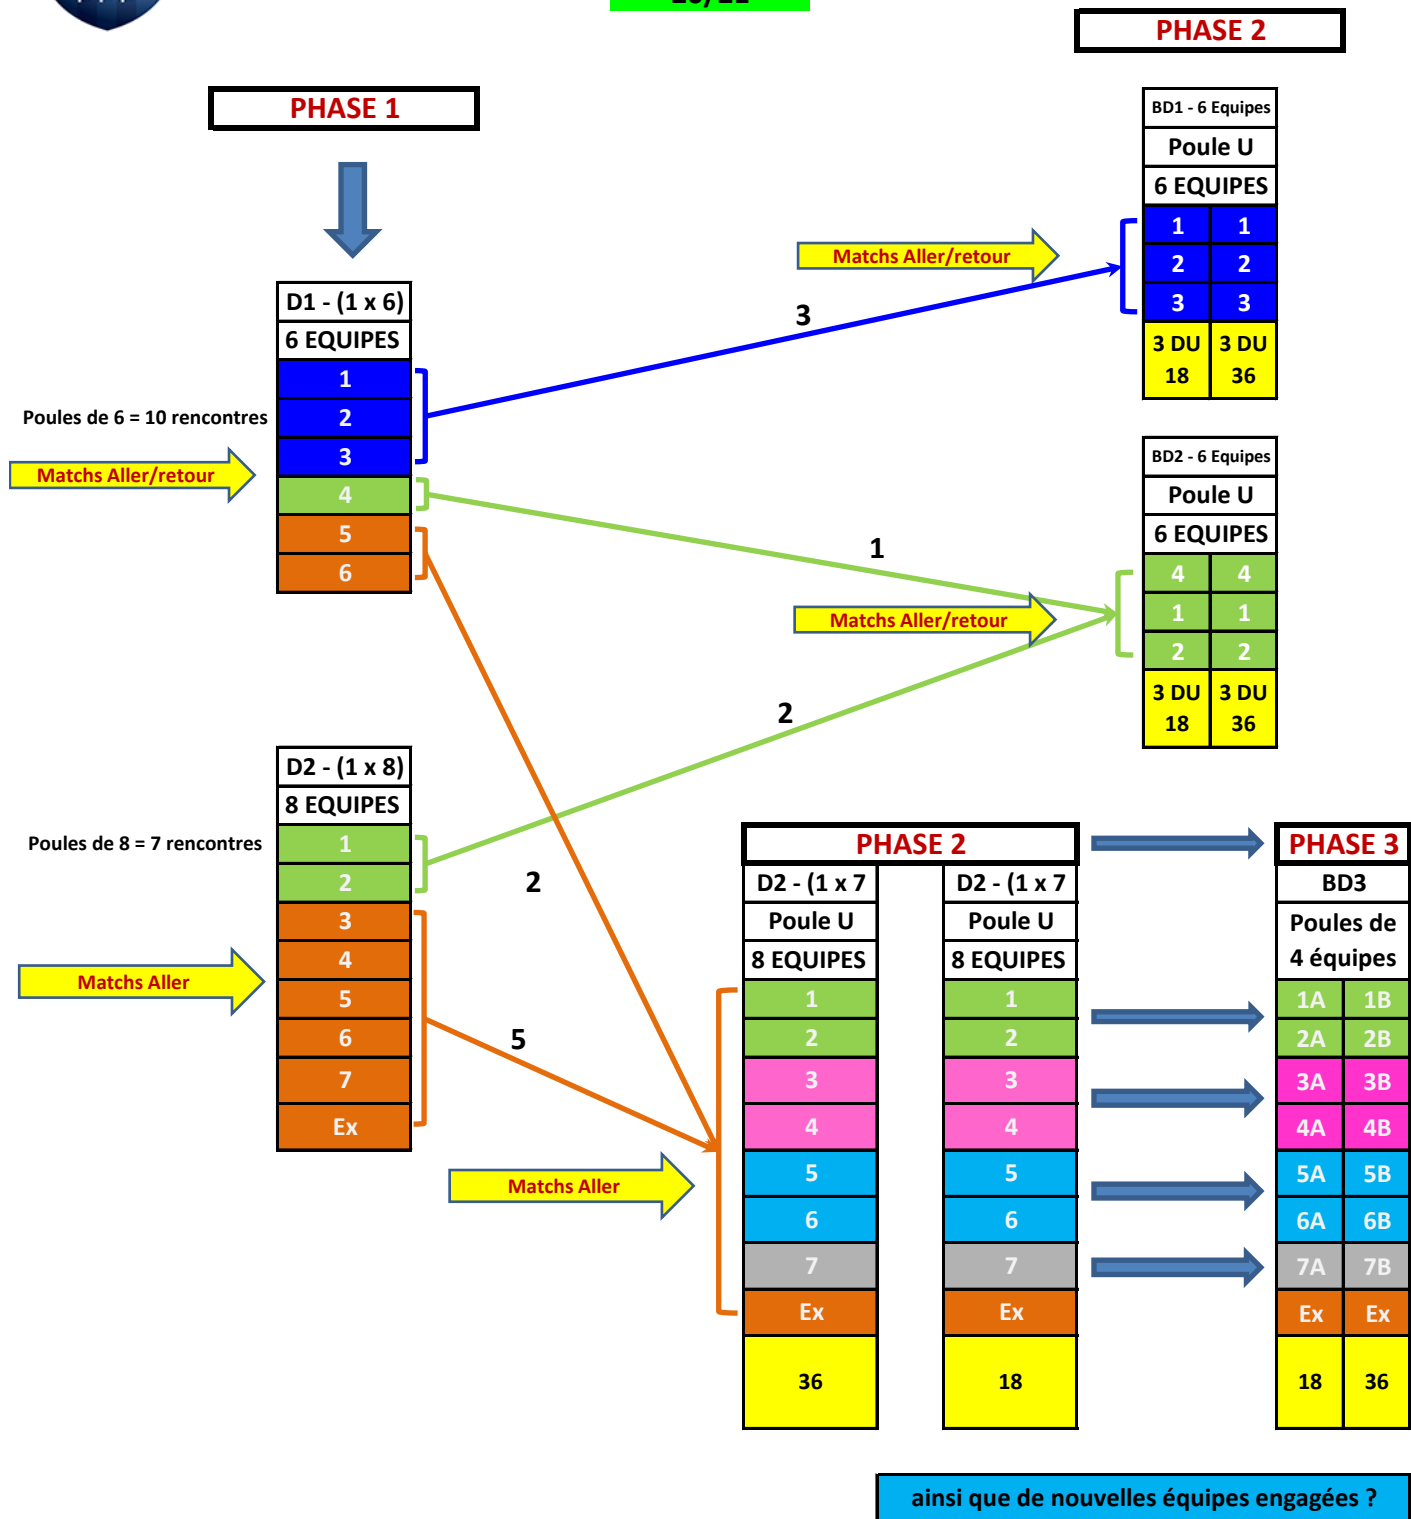 PHASE 2
PHASE 1
BD1 - 6 Equipes
Poule U
6 EQUIPES
1 1
2 2
3 3
3 DU 3 DU
18 36
Matchs Aller/retour
3
D1 - (1 x 6)
6 EQUIPES
1
2
3
4
5
6
Poules de 6 = 10 rencontres
Matchs Aller/retour
BD2 - 6 Equipes
Poule U
6 EQUIPES
4 4
1 1
2 2
3 DU 3 DU
18 36
1
Matchs Aller/retour
2
D2 - (1 x 8)
8 EQUIPES
1
2
3
4
5
6
7
Ex
Poules de 8 = 7 rencontres
Matchs Aller
2
5
Matchs Aller
PHASE 2
D2 - (1 x 7
Poule U
8 EQUIPES
1
2
3
4
5
6
7
Ex
36
D2 - (1 x 7
Poule U
8 EQUIPES
1
2
3
4
5
6
7
Ex
18
PHASE 3
BD3
Poules de
4 équipes
1A 1B
2A 2B
3A 3B
4A 4B
5A 5B
6A 6B
7A 7B
Ex Ex
18 36
ainsi que de nouvelles équipes engagées ?